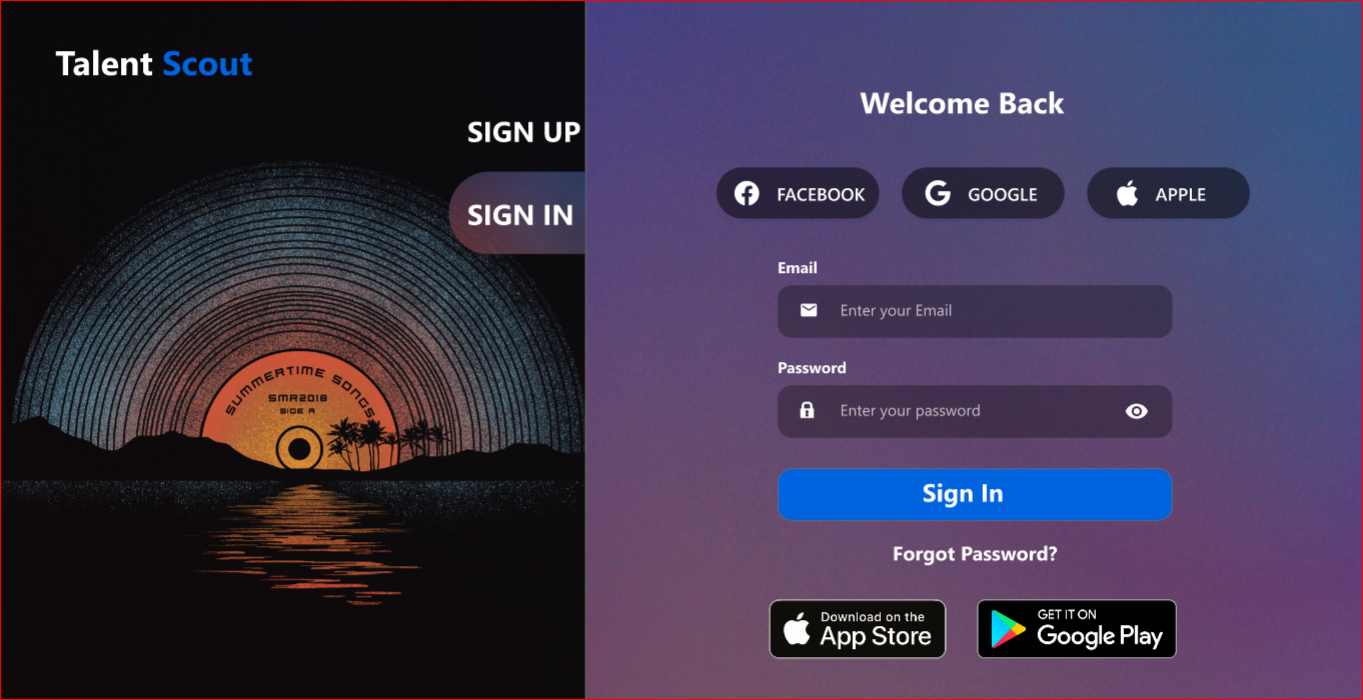 Talent Scout
SIGN UP
SIGN IN
SUMMERTIME SONGS
SMR2018
SIDE A
Welcome Back
FACEBOOK
GOOGLE
APPLE
Email
Enter your Email
Password
Enter your password
Sign In
Forgot Password?
Download on the
App Store
GET IT ON
Google Play